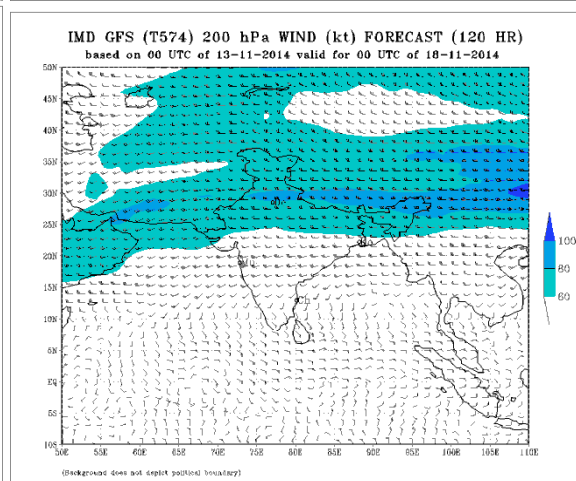 IMD GFS (T574) 200 hPa WIND (kt) FORECAST (120 HR)
based on 00 UTC of 13-11-2014 valid for 00 UTC of 18-11-2014
50N
45N
40N
35N
30N
25N
20N
15N
10N
5N
EQ
5S
10S
50E 55E 60E 65E 70E 75E 80E 85E 90E 95E 100E 105E 110E
100
80
60
(Background does not depict political boundary)